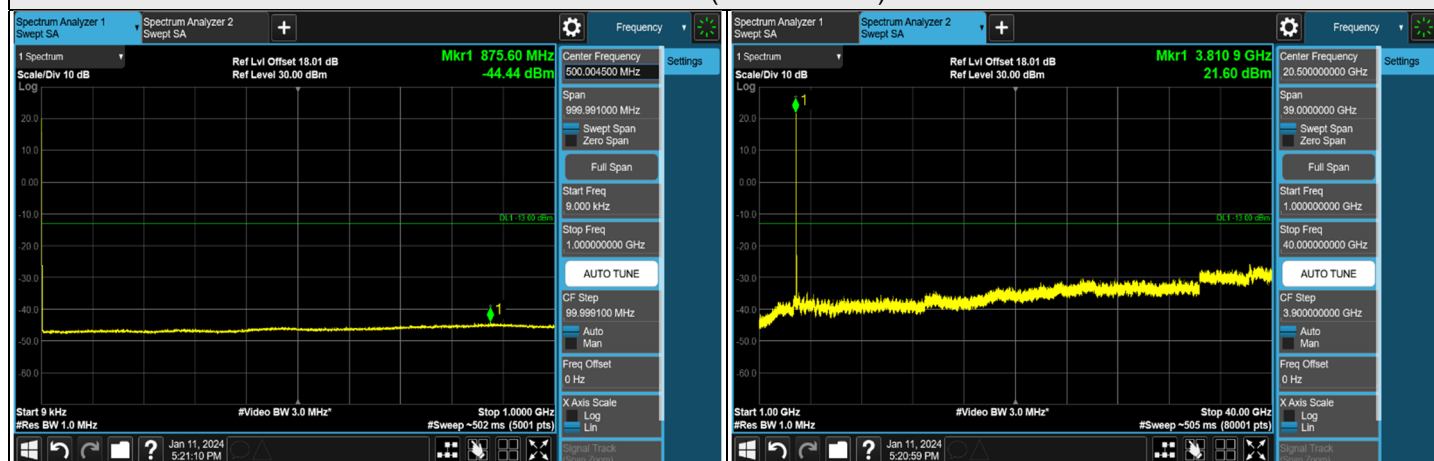 Spectrum Analyzer 1
Swept SA
Spectrum Analyzer 2
Swept SA
Frequency
1 Spectrum
Scale/Div 10 dB
Log
Ref Lvl Offset 18.01 dB
Ref Level 30.00 dBm
Mkr1 875.60 MHz
-44.44 dBm
20.0
10.0
0.00
-10.0
-20.0
-30.0
-40.0
-50.0
-60.0
DL1 -13.00 dBm
1
Start 9 kHz
#Res BW 1.0 MHz
#Video BW 3.0 MHz*
Stop 1.0000 GHz
#Sweep ~502 ms (5001 pts)
Center Frequency
500.004500 MHz
Span
999.991000 MHz
Swept Span
Zero Span
Full Span
Start Freq
9.000 kHz
Stop Freq
1.000000000 GHz
AUTO TUNE
CF Step
99.999100 MHz
Auto
Man
Freq Offset
0 Hz
X Axis Scale
Log
Lin
Signal Track
(Span Zoom)
Settings
?
Jan 11, 2024
5:21:10 PM
Spectrum Analyzer 1
Swept SA
Spectrum Analyzer 2
Swept SA
Frequency
1 Spectrum
Scale/Div 10 dB
Log
Ref Lvl Offset 18.01 dB
Ref Level 30.00 dBm
Mkr1 3.810 9 GHz
21.60 dBm
20.0
10.0
0.00
-10.0
-20.0
-30.0
-40.0
-50.0
-60.0
DL1 -13.00 dBm
1
Start 1.00 GHz
#Res BW 1.0 MHz
#Video BW 3.0 MHz*
Stop 40.00 GHz
#Sweep ~505 ms (80001 pts)
Center Frequency
20.500000000 GHz
Span
39.0000000 GHz
Swept Span
Zero Span
Full Span
Start Freq
1.000000000 GHz
Stop Freq
40.000000000 GHz
AUTO TUNE
CF Step
3.900000000 GHz
Auto
Man
Freq Offset
0 Hz
X Axis Scale
Log
Lin
Signal Track
(Span Zoom)
Settings
?
Jan 11, 2024
5:20:59 PM